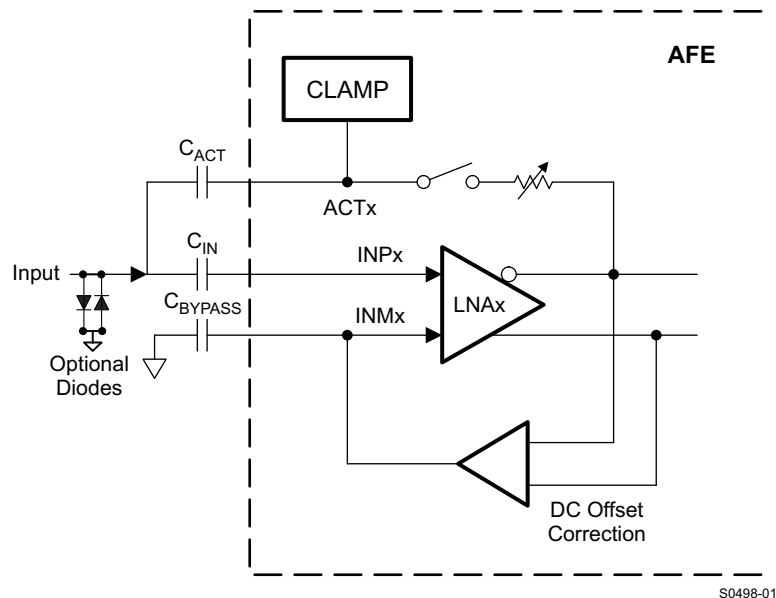 AFE
CLAMP
C_ACT
ACTx
C_IN
INPx
Input
LNAx
C_BYPASS
INMx
Optional
Diodes
DC Offset
Correction
S0498-01